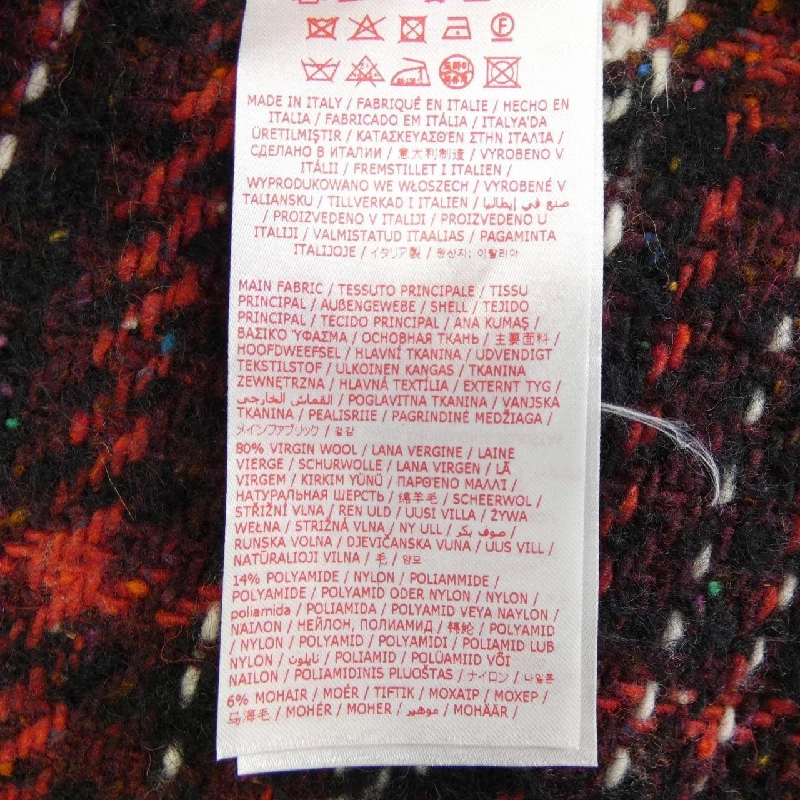 MADE IN ITALY / FABRIQUÉ EN ITALIE / HECHO EN
ITALIA / FABRICADO EM ITÁLIA / ITALYA'DA
ÜRETILMIŞTIR / ΚΑΤΑΣΚΕΥΑΣΘΕΝ ΣΤΗΝ ΙΤΑΛΙΑ /
СДЕЛАНО В ИТАЛИИ / 意大利制造 / VYROBENO V
ITÁLII / FREMSTILLET I ITALIEN /
WYPRODUKOWANO WE WŁOSZECH / VYROBENÉ V
TALIANSKU / TILLVERKAD I ITALIEN / صنع في إيطاليا
/ PROIZVEDENO V ITALIJI / PROIZVEDENO U
ITALIJI / VALMISTATUD ITAALIAS / PAGAMINTA
ITALIJOJE / イタリア製 / 원산지: 이탈리아
MAIN FABRIC / TESSUTO PRINCIPALE / TISSU
PRINCIPAL / AUßENGEWEBE / SHELL / TEJIDO
PRINCIPAL / TECIDO PRINCIPAL / ANA KUMAŞ /
ΒΑΣΙΚΟ ΎΦΑΣΜΑ / ОСНОВНАЯ ТКАНЬ / 主要面料 /
HOOFDWEEFSEL / HLAVNÍ TKANINA / UDVENDIGT
TEKSTILSTOF / ULKOINEN KANGAS / TKANINA
ZEWNĘTRZNA / HLAVNÁ TEXTÍLIA / EXTERNT TYG /
القماش الخارجي / POGLAVITNA TKANINA / VANJSKA
TKANINA / PEALISRIIE / PAGRINDINĖ MEDŽIAGA /
メインファブリック / 겉감
80% VIRGIN WOOL / LANA VERGINE / LAINE
VIERGE / SCHURWOLLE / LANA VIRGEN / LÃ
VIRGEM / KIRKIM YÜNÜ / ΠΑΡΘΕΝΟ ΜΑΛΛΙ /
НАТУРАЛЬНАЯ ШЕРСТЬ / 绵羊毛 / SCHEERWOL /
STŘIŽNÍ VLNA / REN ULD / UUSI VILLA / ŻYWA
WEŁNA / STRIŽNÁ VLNA / NY ULL / صوف بكر /
RUNSKA VOLNA / DJEVIČANSKA VUNA / UUS VILL /
NATŪRALIOJI VILNA / 毛 / 양모
14% POLYAMIDE / NYLON / POLIAMMIDE /
POLYAMIDE / POLYAMID ODER NYLON / NYLON /
poliamida / POLIAMIDA / POLYAMID VEYA NAYLON /
ΝΑΪΛΟΝ / НЕЙЛОН, ПОЛИАМИД / POLYAMID
/ NYLON / POLYAMID / POLYAMIDI / POLIAMID LUB
NYLON / نايلون / POLIAMID / POLÜAMIID VÕI
NAILON / POLIAMIDINIS PLUOŠTAS / ナイロン / 나일론
6% MOHAIR / MOÉR / TIFTIK / ΜΟΧΑΙΡ / МОХЕР /
马海毛 / MOHÉR / MOHER / موهير / MOHÄÄR /